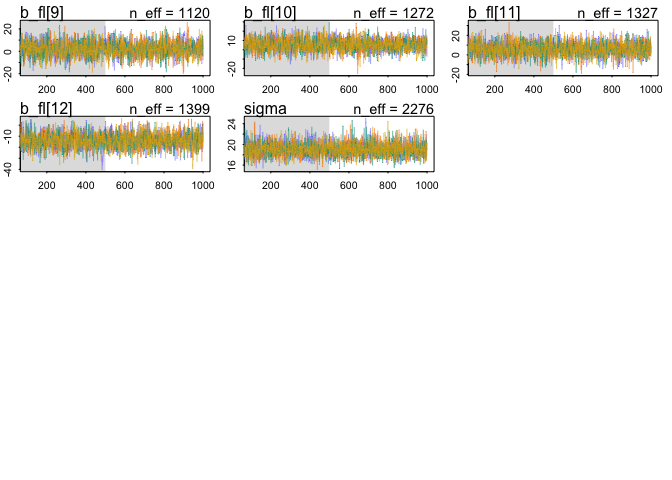 b_fl[9] n_eff = 1120
b_fl[10] n_eff = 1272
b_fl[11] n_eff = 1327
20
0
-20
10
-20
20
0
-20
200 400 600 800 1000
200 400 600 800 1000
200 400 600 800 1000
b_fl[12] n_eff = 1399
sigma n_eff = 2276
-10
-40
24
20
16
200 400 600 800 1000
200 400 600 800 1000